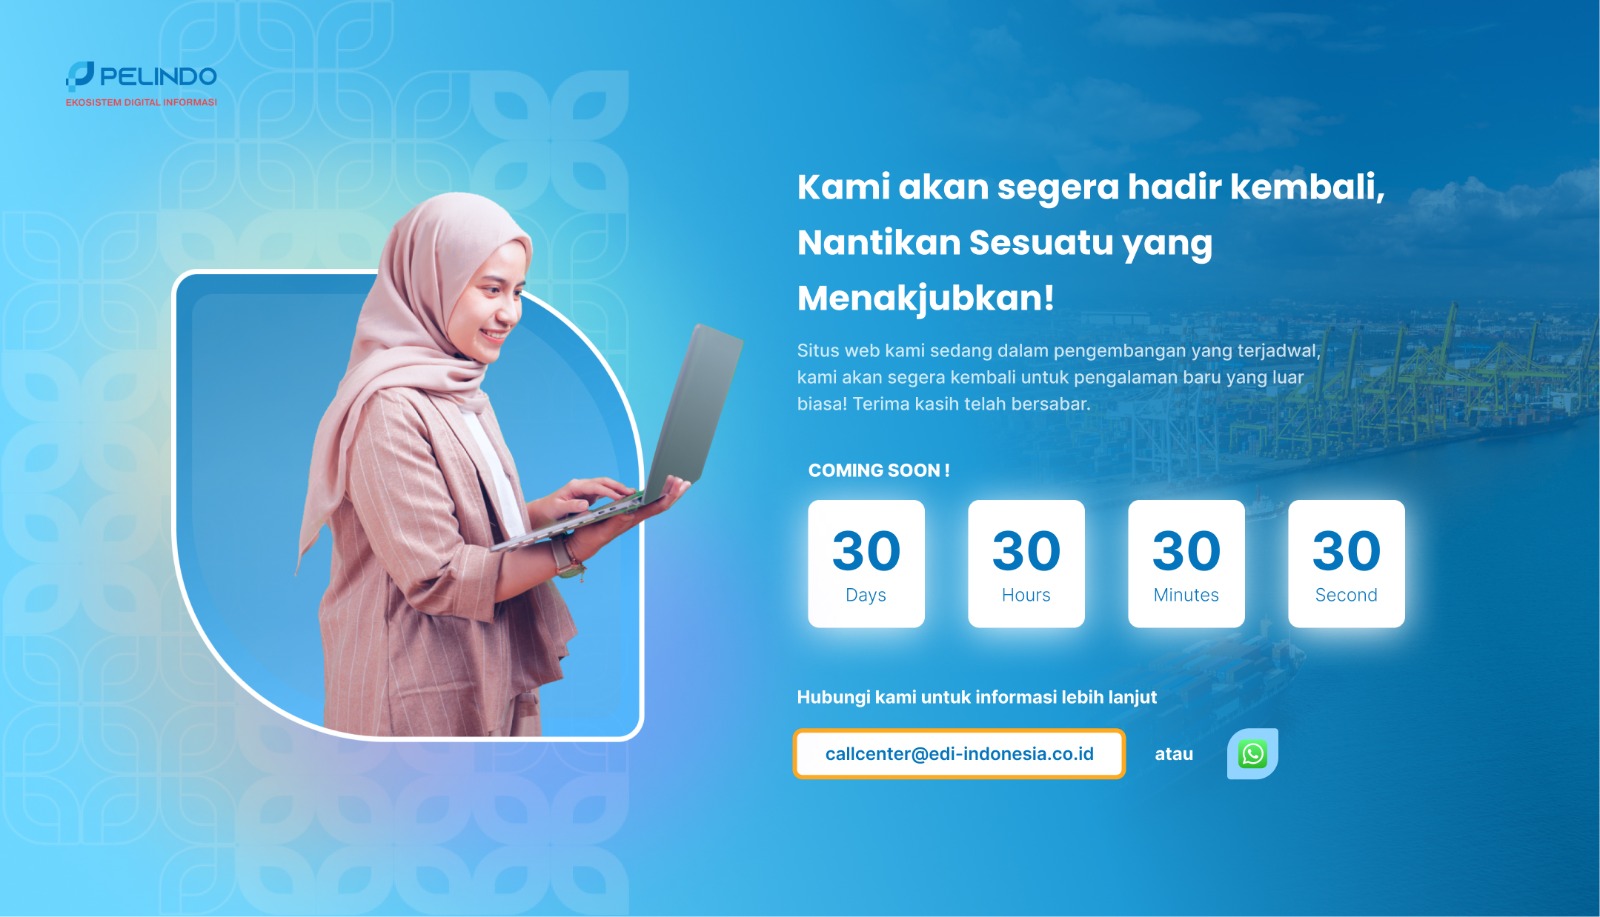 PELINDO
EKOSISTEM DIGITAL INFORMASI
Kami akan segera hadir kembali,
Nantikan Sesuatu yang
Menakjubkan!
Situs web kami sedang dalam pengembangan yang terjadwal,
kami akan segera kembali untuk pengalaman baru yang luar
biasa! Terima kasih telah bersabar.
COMING SOON !
30 30 30 30
Days Hours Minutes Second
Hubungi kami untuk informasi lebih lanjut
callcenter@edi-indonesia.co.id atau